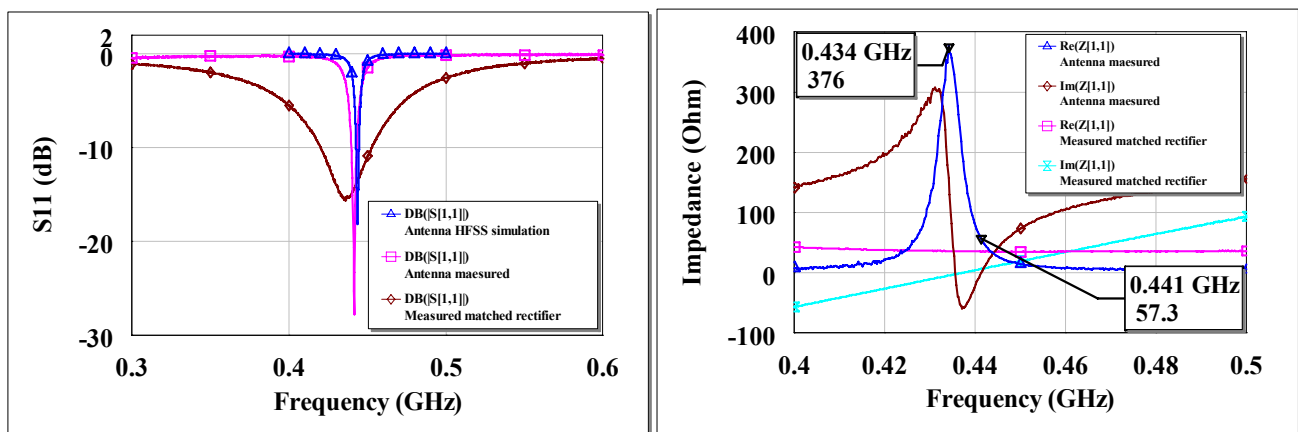 2
0
-10
-20
-30
S11 (dB)
0.3
0.4
0.5
0.6
Frequency (GHz)
DB(|S[1,1]|)
Antenna HFSS simulation
DB(|S[1,1]|)
Antenna maesured
DB(|S[1,1]|)
Measured matched rectifier
400
300
200
100
0
-100
Impedance (Ohm)
0.4
0.42
0.44
0.46
0.48
0.5
Frequency (GHz)
0.434 GHz
376
0.441 GHz
57.3
Re(Z[1,1])
Antenna maesured
Im(Z[1,1])
Antenna maesured
Re(Z[1,1])
Measured matched rectifier
Im(Z[1,1])
Measured matched rectifier